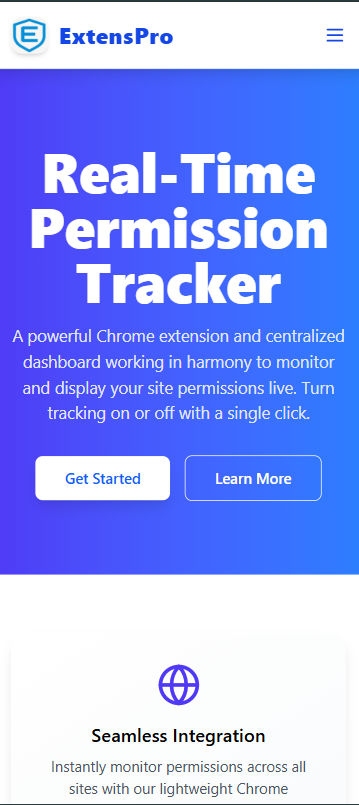 ExtensPro
Real-Time
Permission
Tracker
A powerful Chrome extension and centralized
dashboard working in harmony to monitor
and display your site permissions live. Turn
tracking on or off with a single click.
Get Started
Learn More
Seamless Integration
Instantly monitor permissions across all
sites with our lightweight Chrome